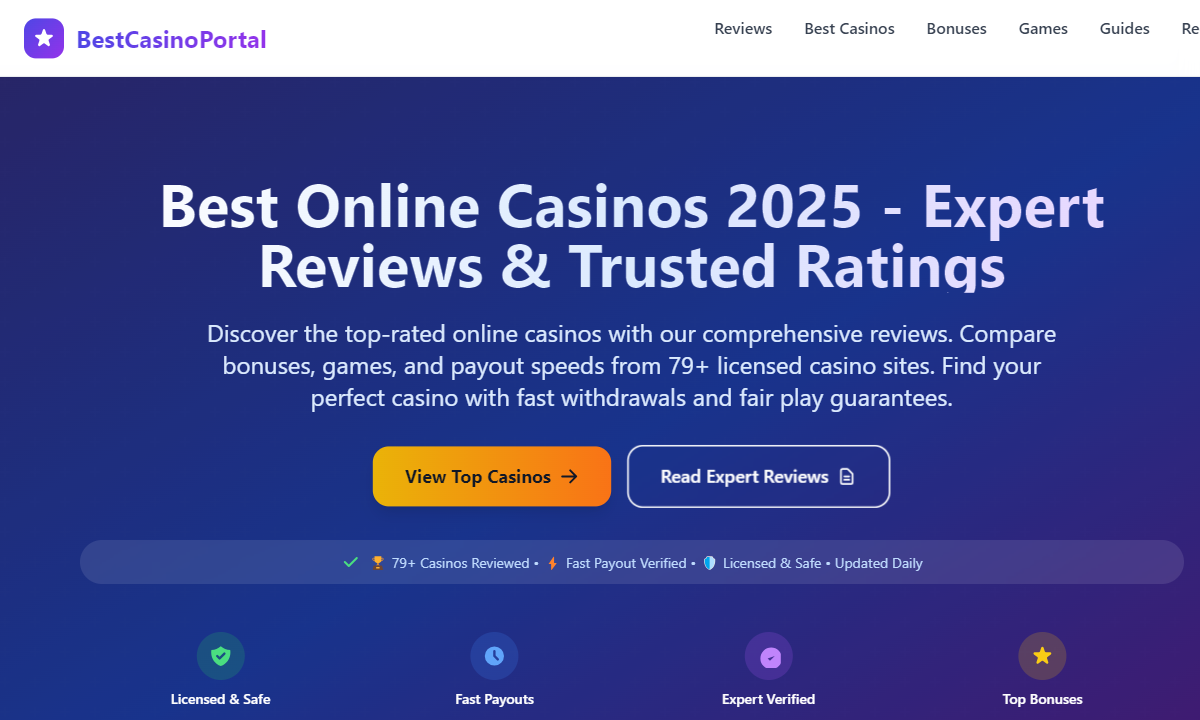 BestCasinoPortal
Reviews Best Casinos Bonuses Games Guides Re
Best Online Casinos 2025 - Expert
Reviews & Trusted Ratings
Discover the top-rated online casinos with our comprehensive reviews. Compare
bonuses, games, and payout speeds from 79+ licensed casino sites. Find your
perfect casino with fast withdrawals and fair play guarantees.
View Top Casinos →
Read Expert Reviews
79+ Casinos Reviewed • Fast Payout Verified • Licensed & Safe • Updated Daily
Licensed & Safe
Fast Payouts
Expert Verified
Top Bonuses